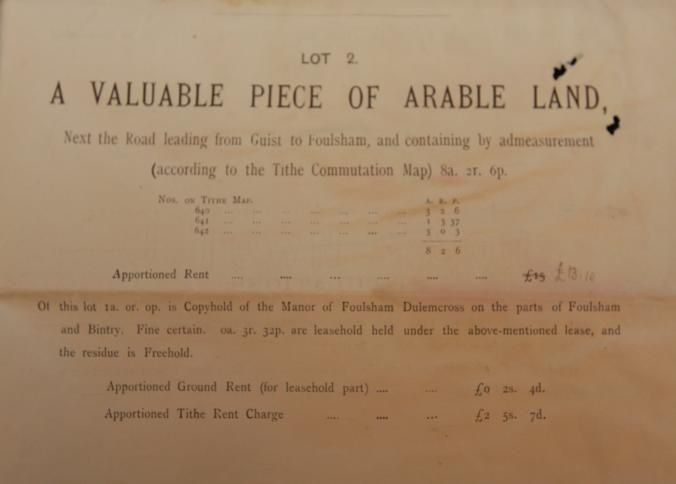 LOT 2.
A VALUABLE PIECE OF ARABLE LAND,
Next the Road leading from Guist to Foulsham, and containing by admeasurement
(according to the Tithe Commutation Map) 8a. 2r. 6p.
Nos. on Tithe Map. A. R. P.
640 ... ... ... ... ... ... ... 3 2 6
641 ... ... ... ... ... ... ... 1 3 37
642 ... ... ... ... ... ... ... 3 0 3
8 2 6
Apportioned Rent .... .... .... .... .... .... £15 £13.10
Of this lot 1a. 0r. 0p. is Copyhold of the Manor of Foulsham Dulemcross on the parts of Foulsham
and Bintry. Fine certain. 0a. 3r. 32p. are leasehold held under the above-mentioned lease, and
the residue is Freehold.
Apportioned Ground Rent (for leasehold part) .... .... £0 2s. 4d.
Apportioned Tithe Rent Charge .... .... ... £2 5s. 7d.